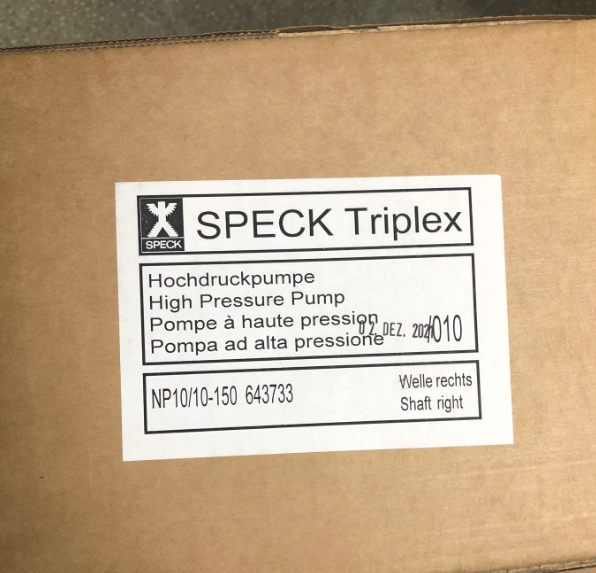 SPECK
SPECK Triplex
Hochdruckpumpe
High Pressure Pump
Pompe à haute pression
Pompa ad alta pressione
02. DEZ.
/010
NP10/10-150 643733
Welle rechts
Shaft right